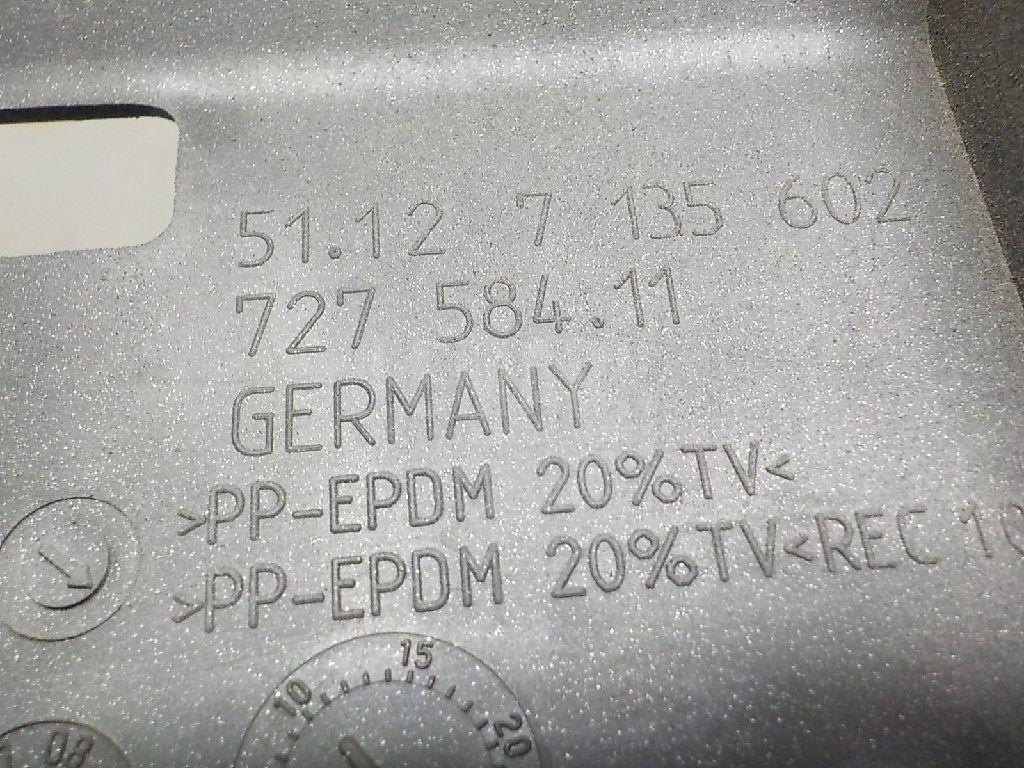 51.12 7 135 602
727 584.11
GERMANY
>PP-EPDM 20%TV<
>PP-EPDM 20%TV<REC
10 15 20
08